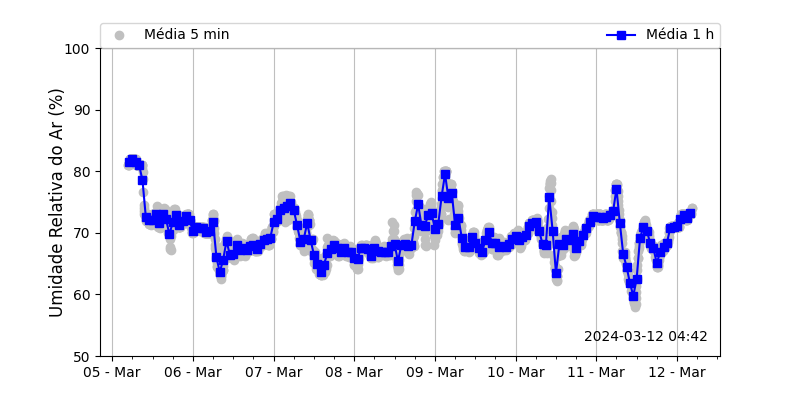 Média 5 min
Média 1 h
Umidade Relativa do Ar (%)
100
90
80
70
60
50
2024-03-12 04:42
05 - Mar
06 - Mar
07 - Mar
08 - Mar
09 - Mar
10 - Mar
11 - Mar
12 - Mar